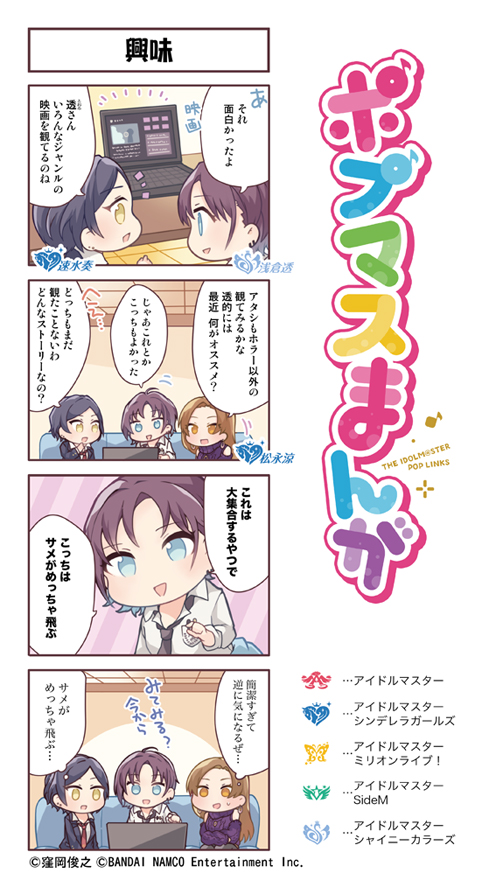 興味
あ
それ
面白かったよ
映画
透さん
とおる
いろんなジャンルの
映画を観てるのね
速水奏
浅倉透
アタシもホラー以外の
観てみるかな
透的には
最近 何がオススメ?
じゃあこれとか
こっちもよかった
へえ…
どっちもまだ
観たことないわ
どんなストーリーなの?
松永涼
これは
大集合するやつで
こっちは
サメがめっちゃ飛ぶ
簡潔すぎて
逆に気になるぜ…
みてみる?
今から
サメが
めっちゃ飛ぶ…
©窪岡俊之 ©BANDAI NAMCO Entertainment Inc.
ポプマスまんが
THE IDOLM@STER
POP LINKS
…アイドルマスター
…アイドルマスター
シンデレラガールズ
…アイドルマスター
ミリオンライブ!
…アイドルマスター
SideM
…アイドルマスター
シャイニーカラーズ